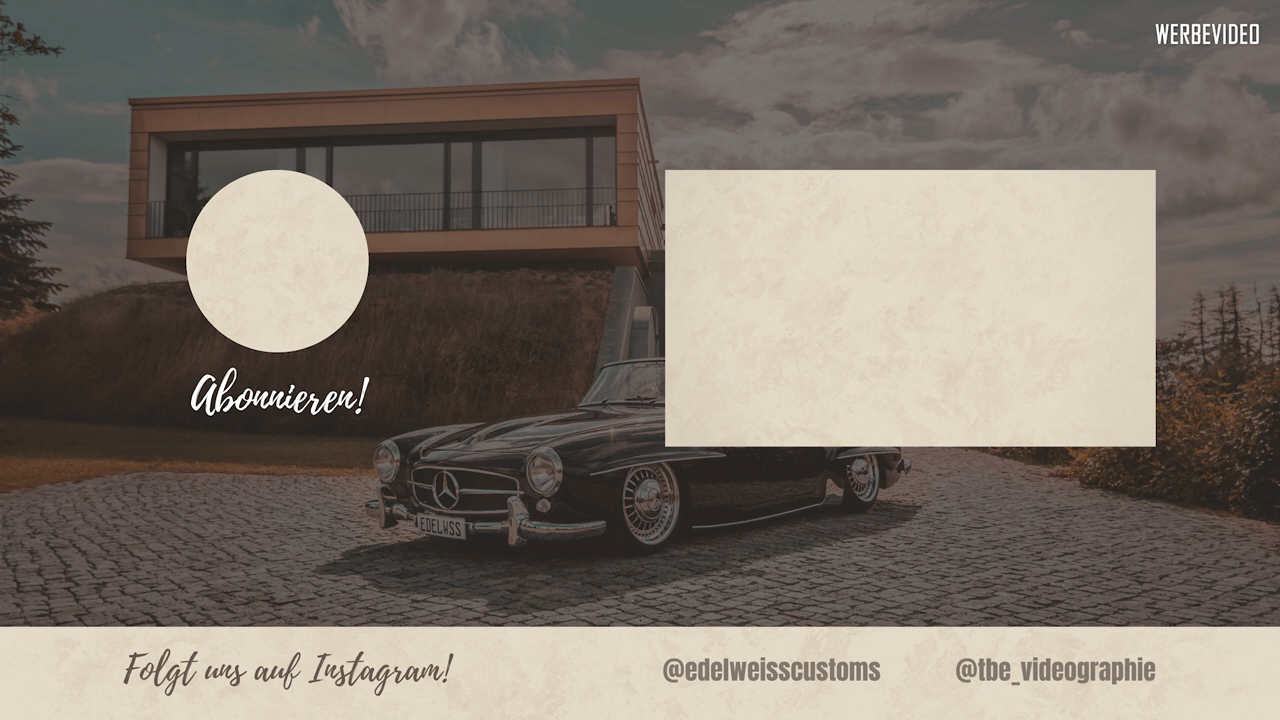 WERBEVIDEO
Abonnieren!
EDELWSS
Folgt uns auf Instagram!
@edelweisscustoms
@tbe_videographie